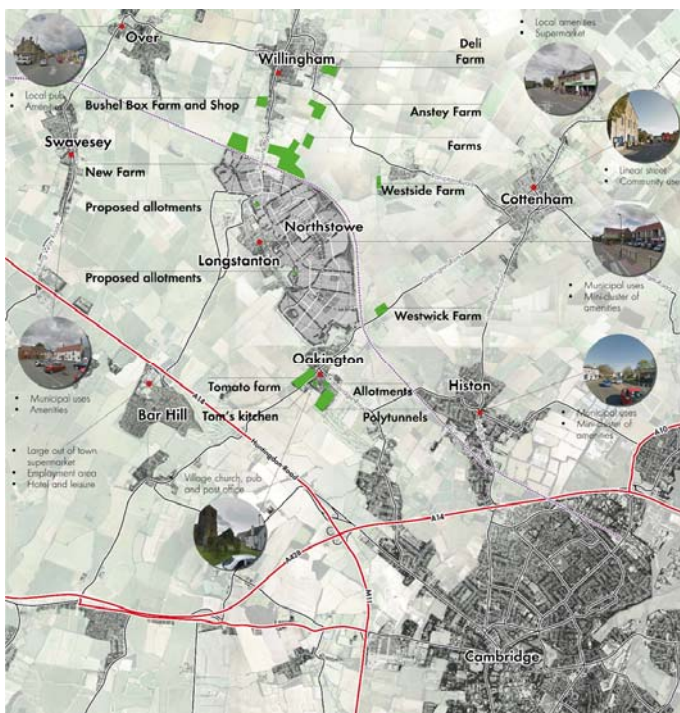 Over
Local pub
Amenities
Willingham
Deli
Farm
Local amenities
Supermarket
Bushel Box Farm and Shop
Anstey Farm
Swavesey
Farms
New Farm
Westside Farm
Cottenham
Linear street
Community use
Proposed allotments
Northstowe
Longstanton
Proposed allotments
Municipal uses
Mini-cluster of
amenities
Westwick Farm
Oakington
Tomato farm
Allotments
Histon
Bar Hill
A14
Tom's kitchen
Polytunnels
Municipal uses
Amenities
Municipal uses
Mini-cluster of
amenities
A10
Large out of town
supermarket
Employment area
Hotel and leisure
Huntingdon Road
Village church, pub
and post office
A14
A428
M11
Cambridge